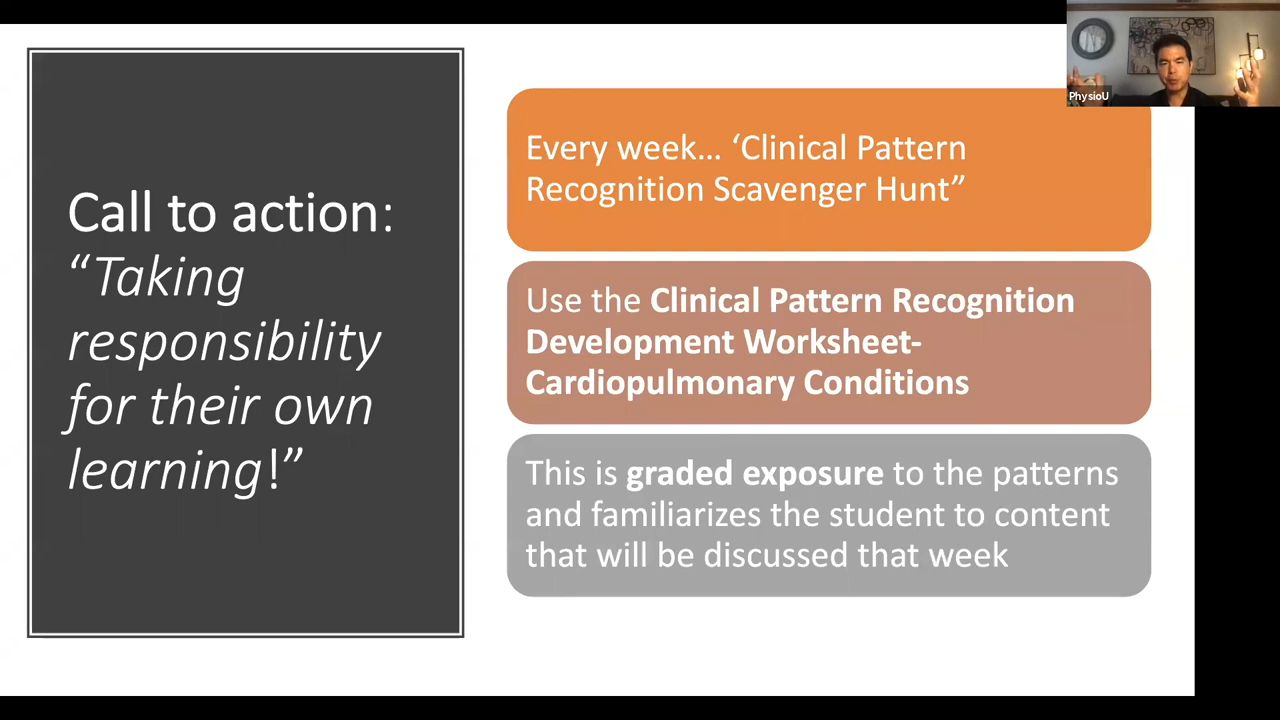 Call to action:
“Taking
responsibility
for their own
learning!”
Every week… ‘Clinical Pattern
Recognition Scavenger Hunt”
Use the Clinical Pattern Recognition
Development Worksheet-
Cardiopulmonary Conditions
This is graded exposure to the patterns
and familiarizes the student to content
that will be discussed that week
PhysioU